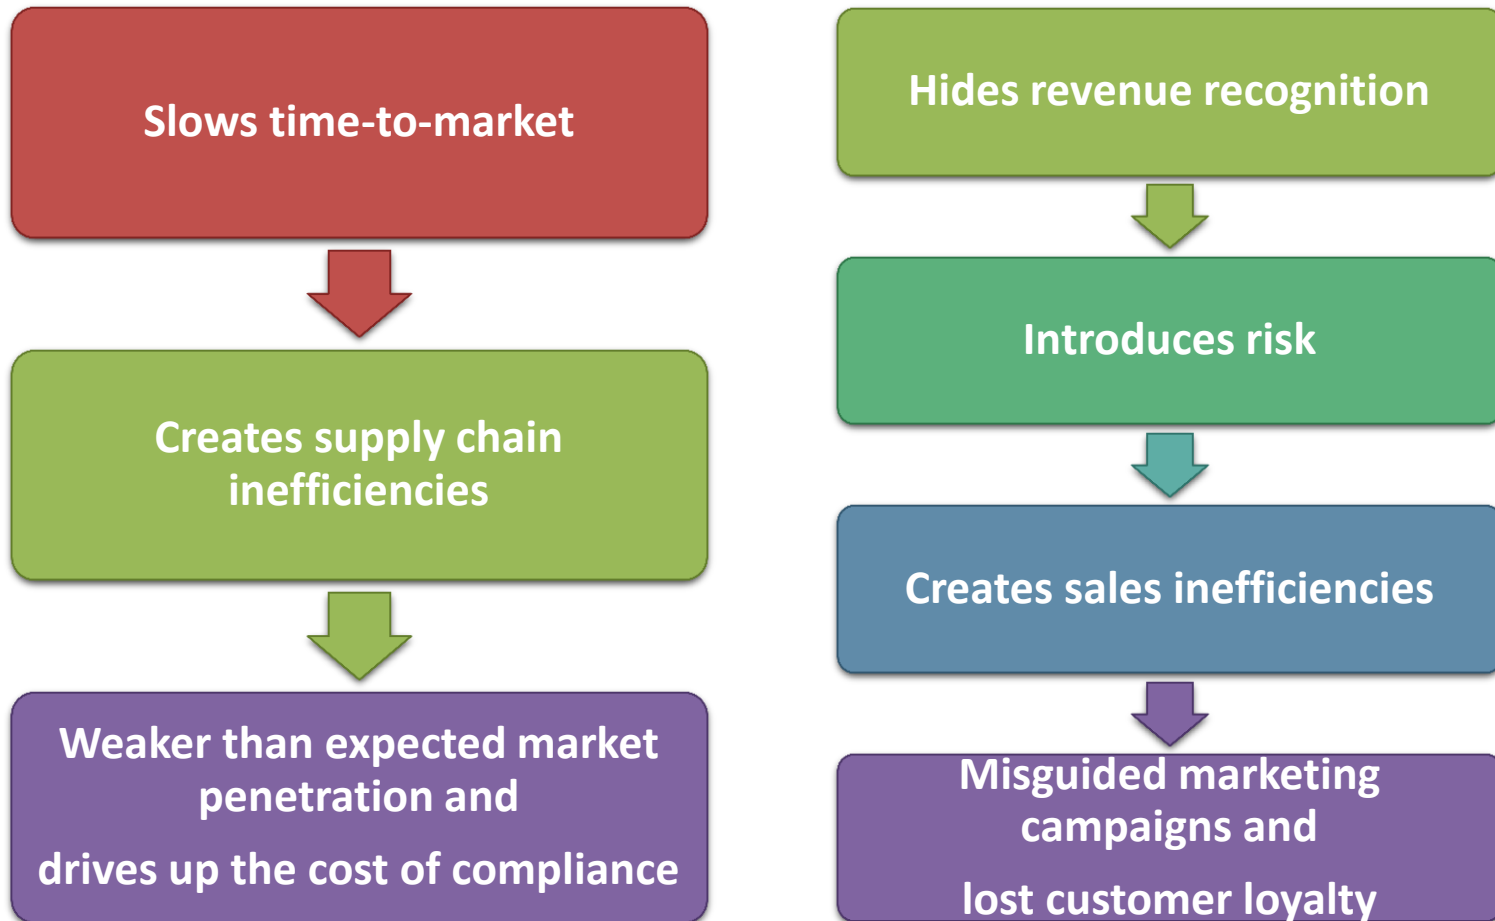 Slows time-to-market
Creates supply chain
inefficiencies
Weaker than expected market
penetration and
drives up the cost of compliance
Hides revenue recognition
Introduces risk
Creates sales inefficiencies
Misguided marketing
campaigns and
lost customer loyalty